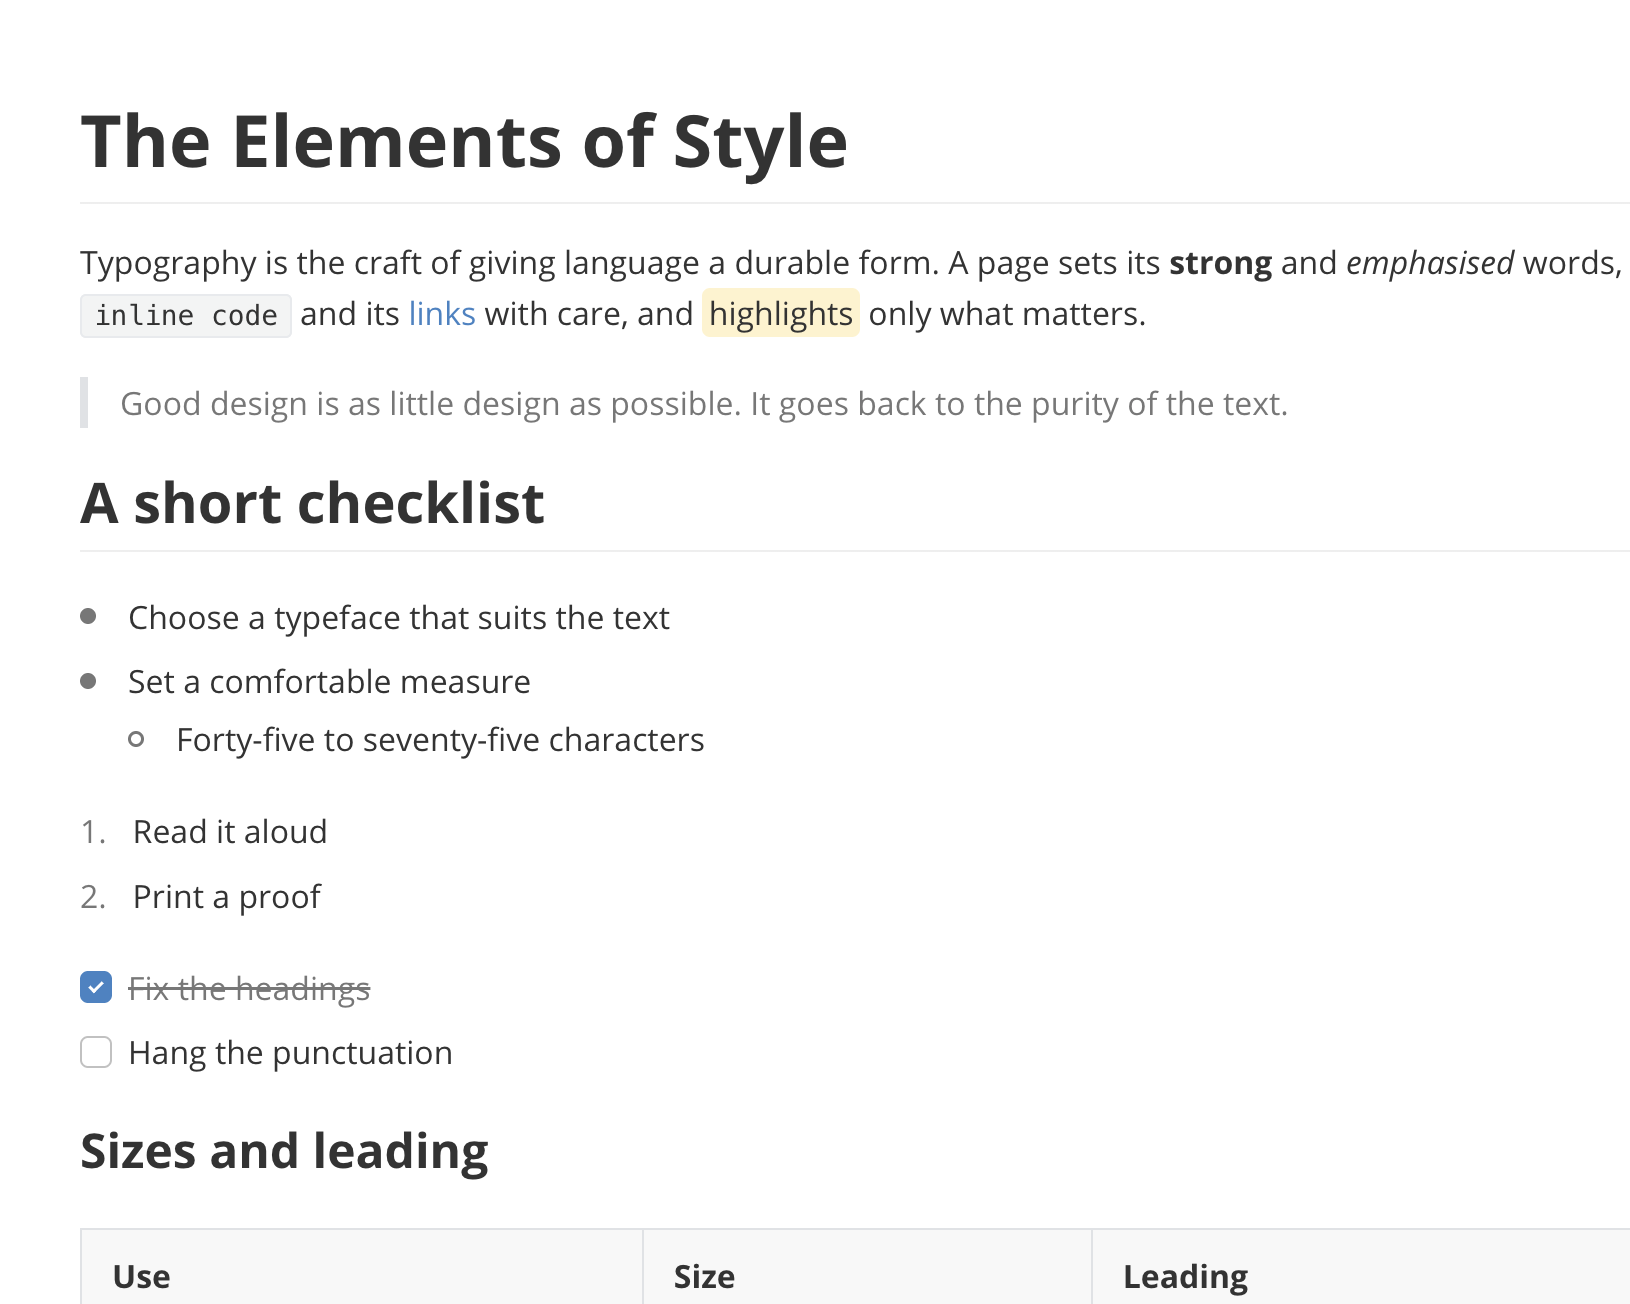 The Elements of Style
Typography is the craft of giving language a durable form. A page sets its strong and emphasised words,
inline code and its links with care, and highlights only what matters.
Good design is as little design as possible. It goes back to the purity of the text.
A short checklist
Choose a typeface that suits the text
Set a comfortable measure
Forty-five to seventy-five characters
1. Read it aloud
2. Print a proof
Fix the headings
Hang the punctuation
Sizes and leading
Use Size Leading